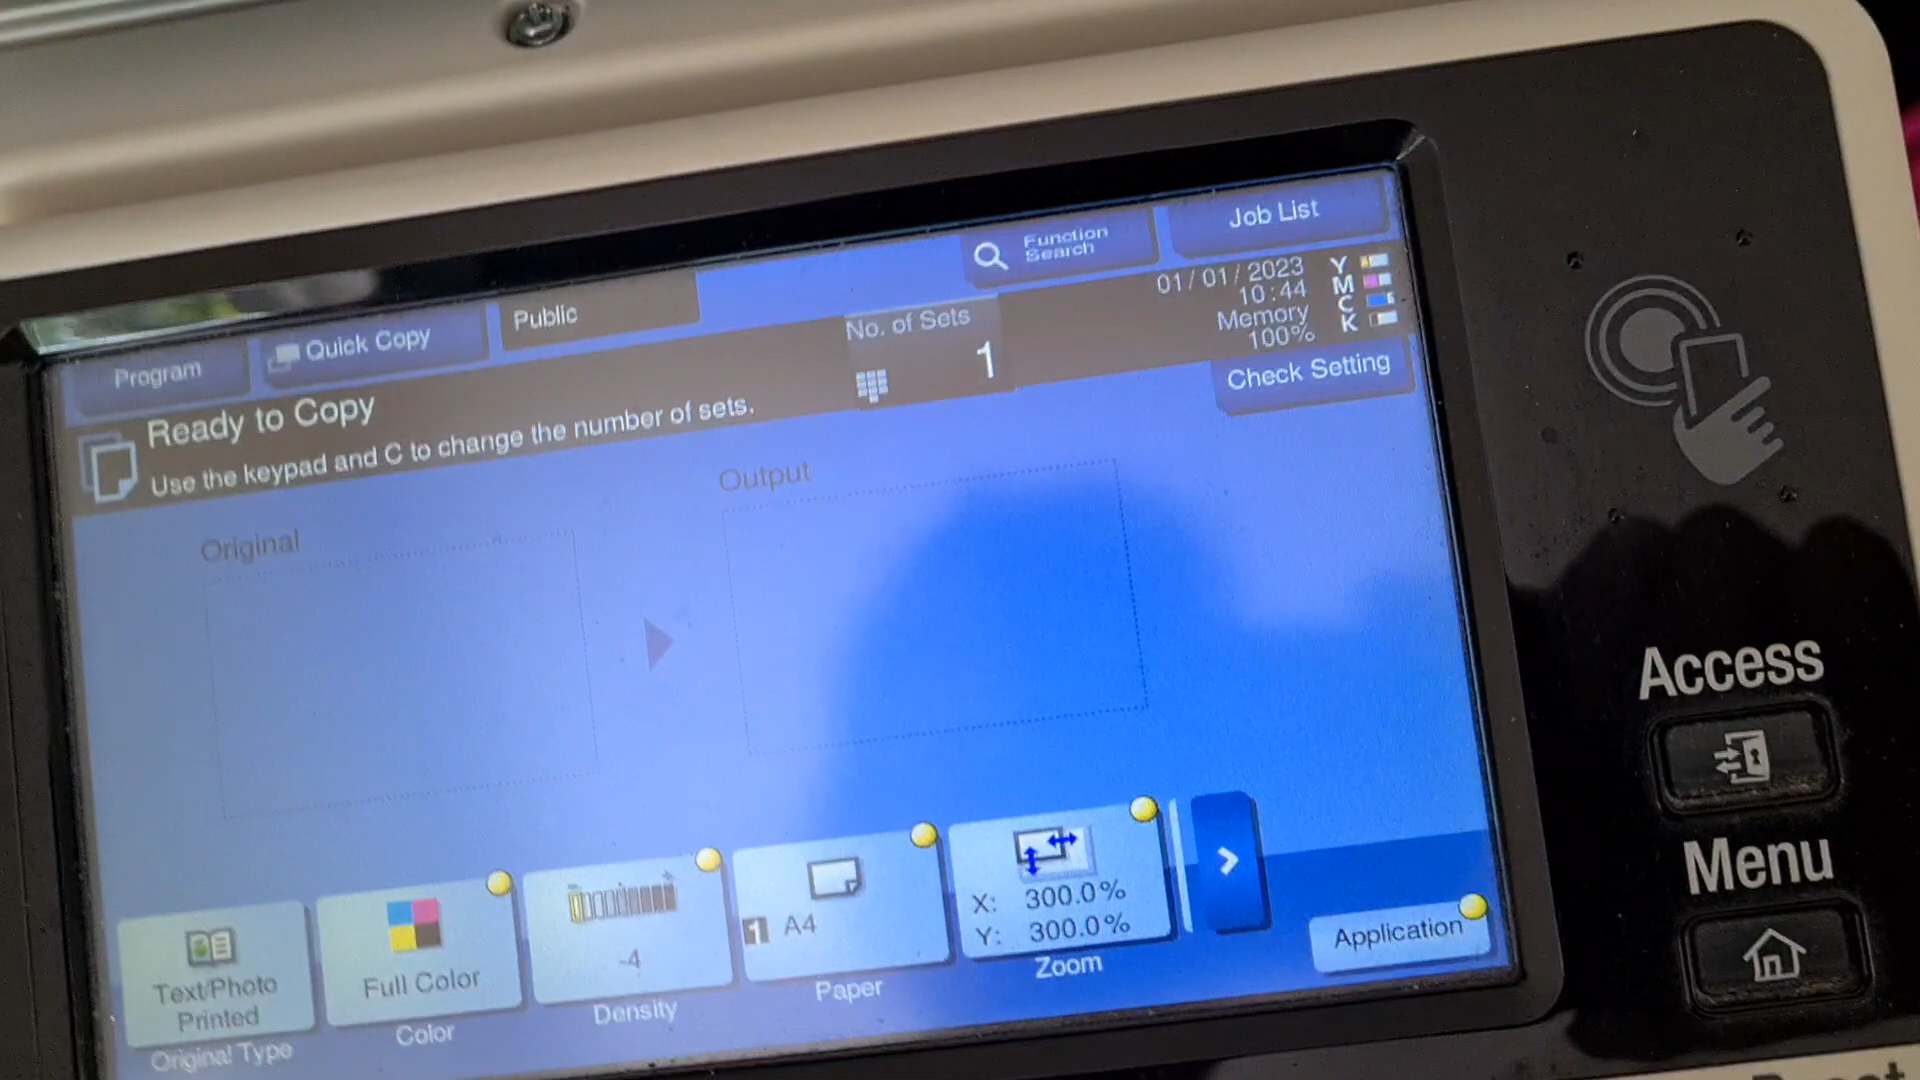 Job List
Function
Search
01/01/2023
10:44
Memory
100%
Y
M
C
K
Program
Quick Copy
Public
No. of Sets
1
Check Setting
Ready to Copy
Use the keypad and C to change the number of sets.
Original
Output
Text/Photo
Printed
Original Type
Full Color
Color
-4
Density
1 A4
Paper
X: 300.0%
Y: 300.0%
Zoom
Application
Access
Menu